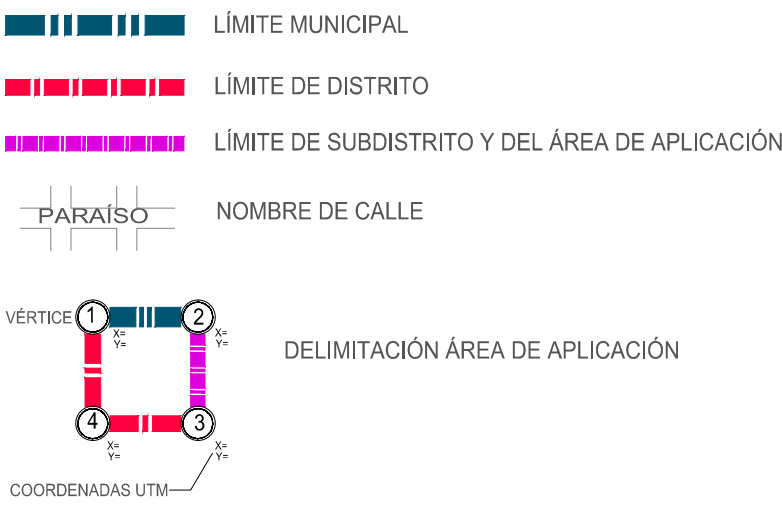 LÍMITE MUNICIPAL
LÍMITE DE DISTRITO
LÍMITE DE SUBDISTRITO Y DEL ÁREA DE APLICACIÓN
PARAÍSO
NOMBRE DE CALLE
VÉRTICE
1
2
X=
Y=
X=
Y=
DELIMITACIÓN ÁREA DE APLICACIÓN
4
3
X=
Y=
X=
Y=
COORDENADAS UTM